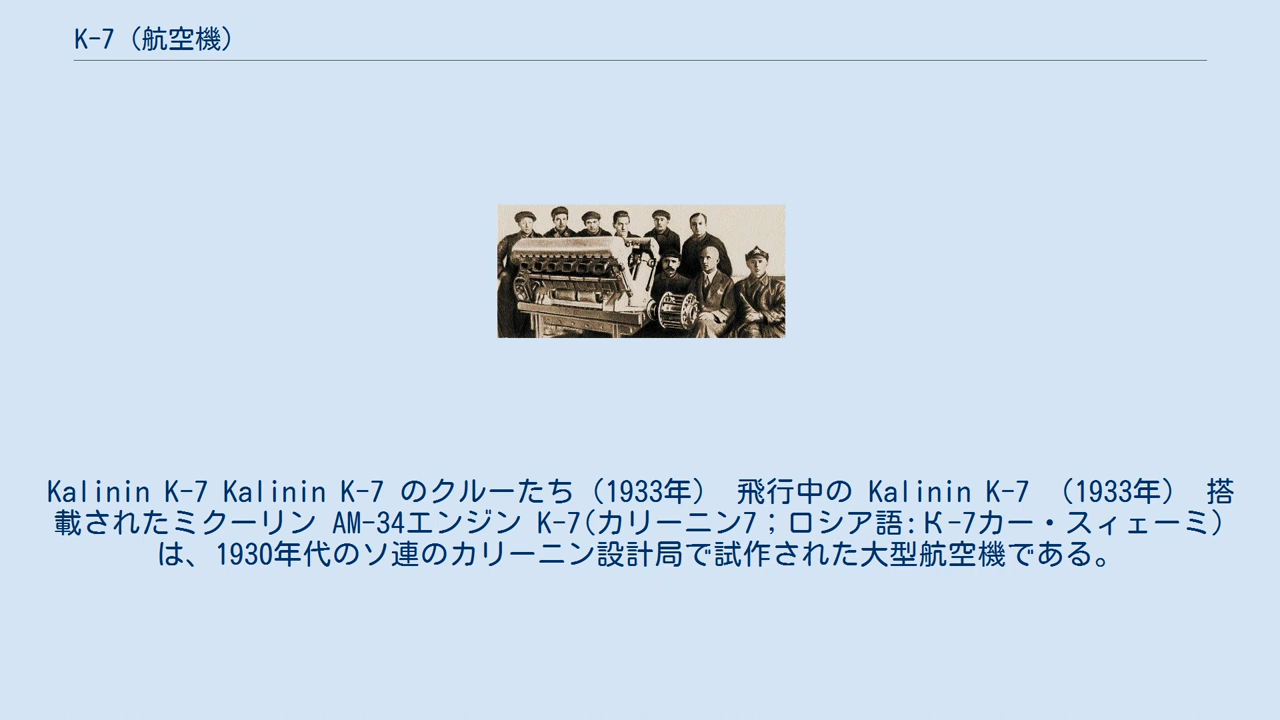 K-7（航空機）
Kalinin K-7 Kalinin K-7 のクルーたち（1933年） 飛行中の Kalinin K-7 （1933年） 搭
載されたミクーリン AM-34エンジン K-7(カリーニン7；ロシア語:К-7カー・スィェーミ）
は、1930年代のソ連のカリーニン設計局で試作された大型航空機である。